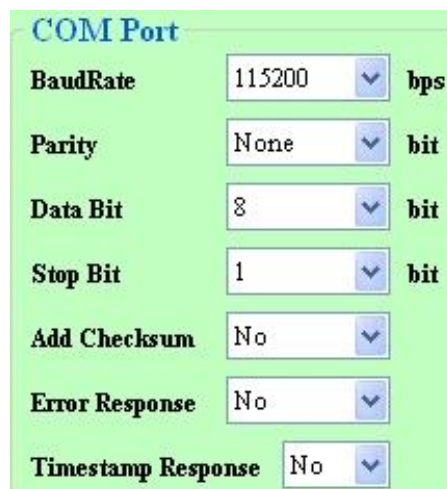 COM Port
BaudRate 115200 bps
Parity None bit
Data Bit 8 bit
Stop Bit 1 bit
Add Checksum No
Error Response No
Timestamp Response No